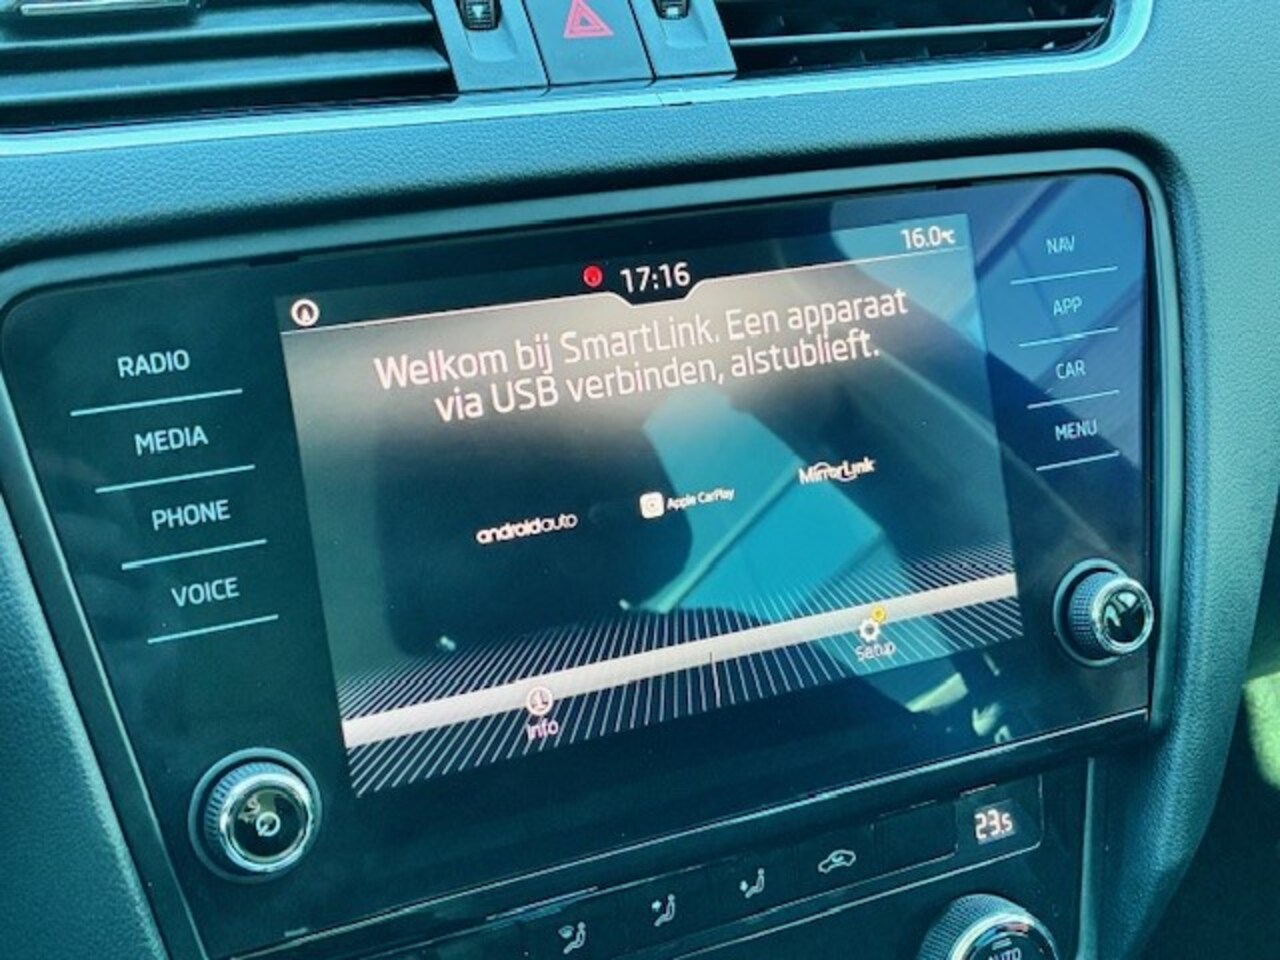 16.0°C
17:16
Welkom bij SmartLink. Een apparaat
via USB verbinden, alstublieft.
androidauto
Apple CarPlay
MirrorLink
Info
Setup
RADIO
MEDIA
PHONE
VOICE
NAV
APP
CAR
MENU
23.5
AUTO